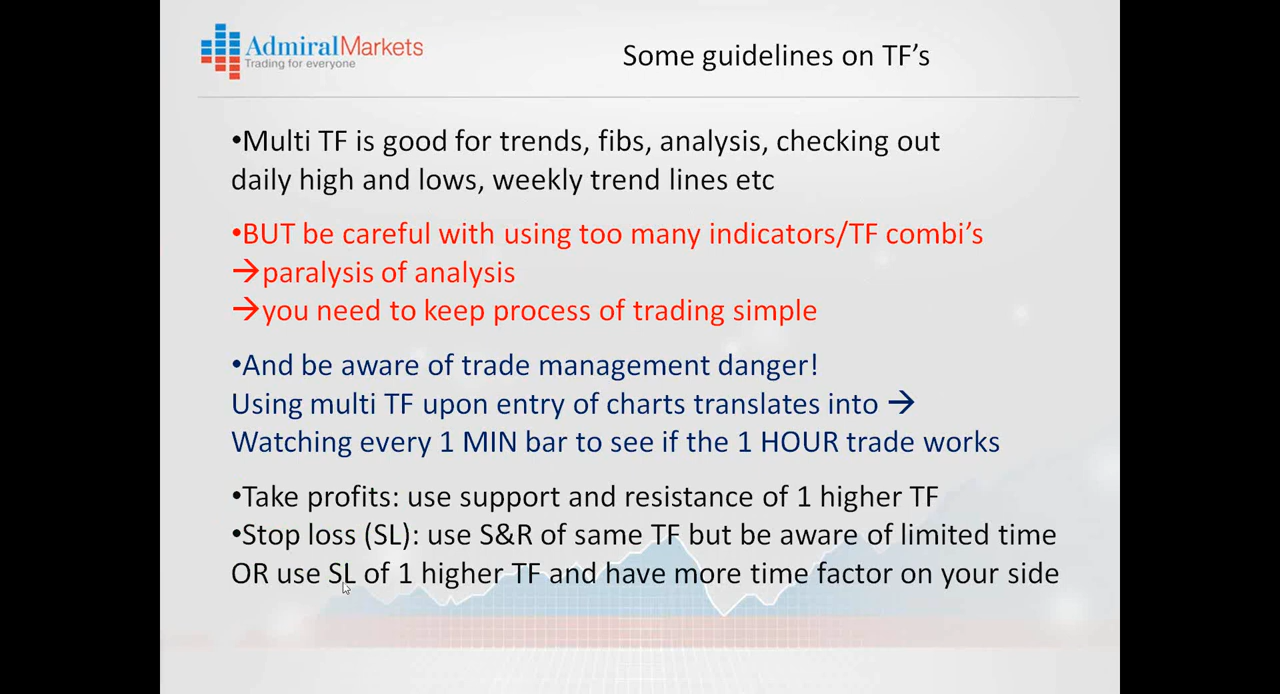 AdmiralMarkets
Trading for everyone
Some guidelines on TF’s
•Multi TF is good for trends, fibs, analysis, checking out
daily high and lows, weekly trend lines etc
•BUT be careful with using too many indicators/TF combi’s
→paralysis of analysis
→you need to keep process of trading simple
•And be aware of trade management danger!
Using multi TF upon entry of charts translates into →
Watching every 1 MIN bar to see if the 1 HOUR trade works
•Take profits: use support and resistance of 1 higher TF
•Stop loss (SL): use S&R of same TF but be aware of limited time
OR use SL of 1 higher TF and have more time factor on your side